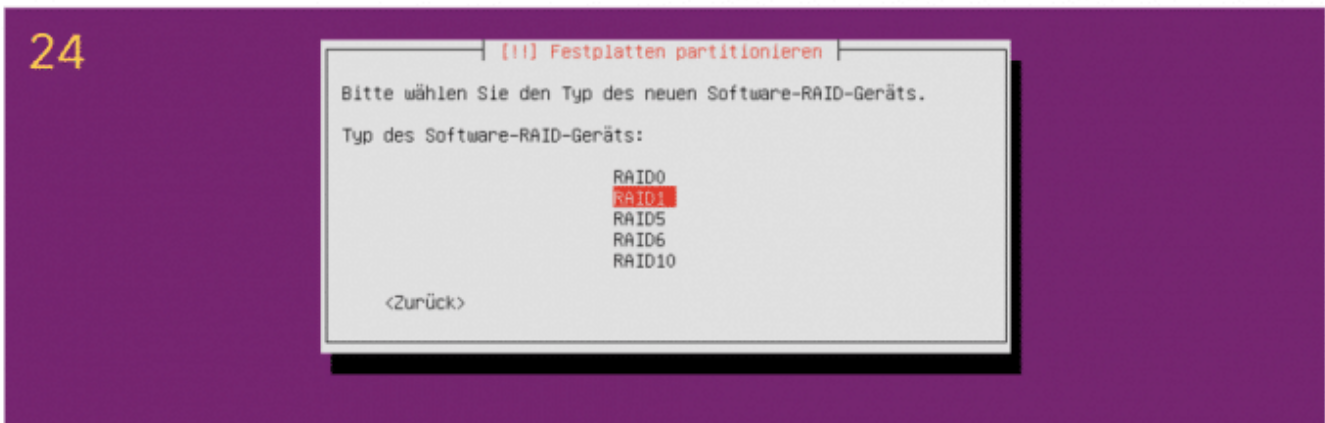 24
[!!] Festplatten partitionieren
Bitte wählen Sie den Typ des neuen Software-RAID-Geräts.
Typ des Software-RAID-Geräts:
RAID0
RAID1
RAID5
RAID6
RAID10
<Zurück>